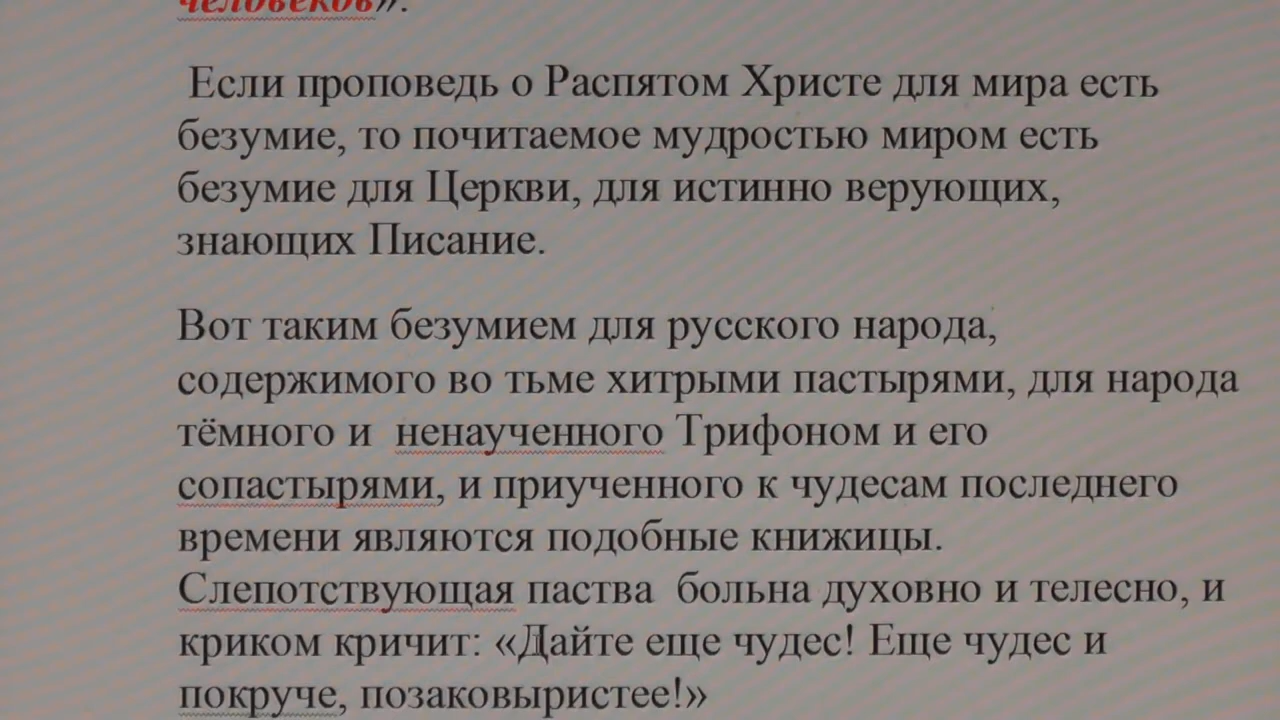 человеков».
Если проповедь о Распятом Христе для мира есть
безумие, то почитаемое мудростью миром есть
безумие для Церкви, для истинно верующих,
знающих Писание.
Вот таким безумием для русского народа,
содержимого во тьме хитрыми пастырями, для народа
тёмного и ненаученного Трифоном и его
сопастырями, и приученного к чудесам последнего
времени являются подобные книжицы.
Слепотствующая паства больна духовно и телесно, и
криком кричит: «Дайте еще чудес! Еще чудес и
покруче, позаковыристее!»